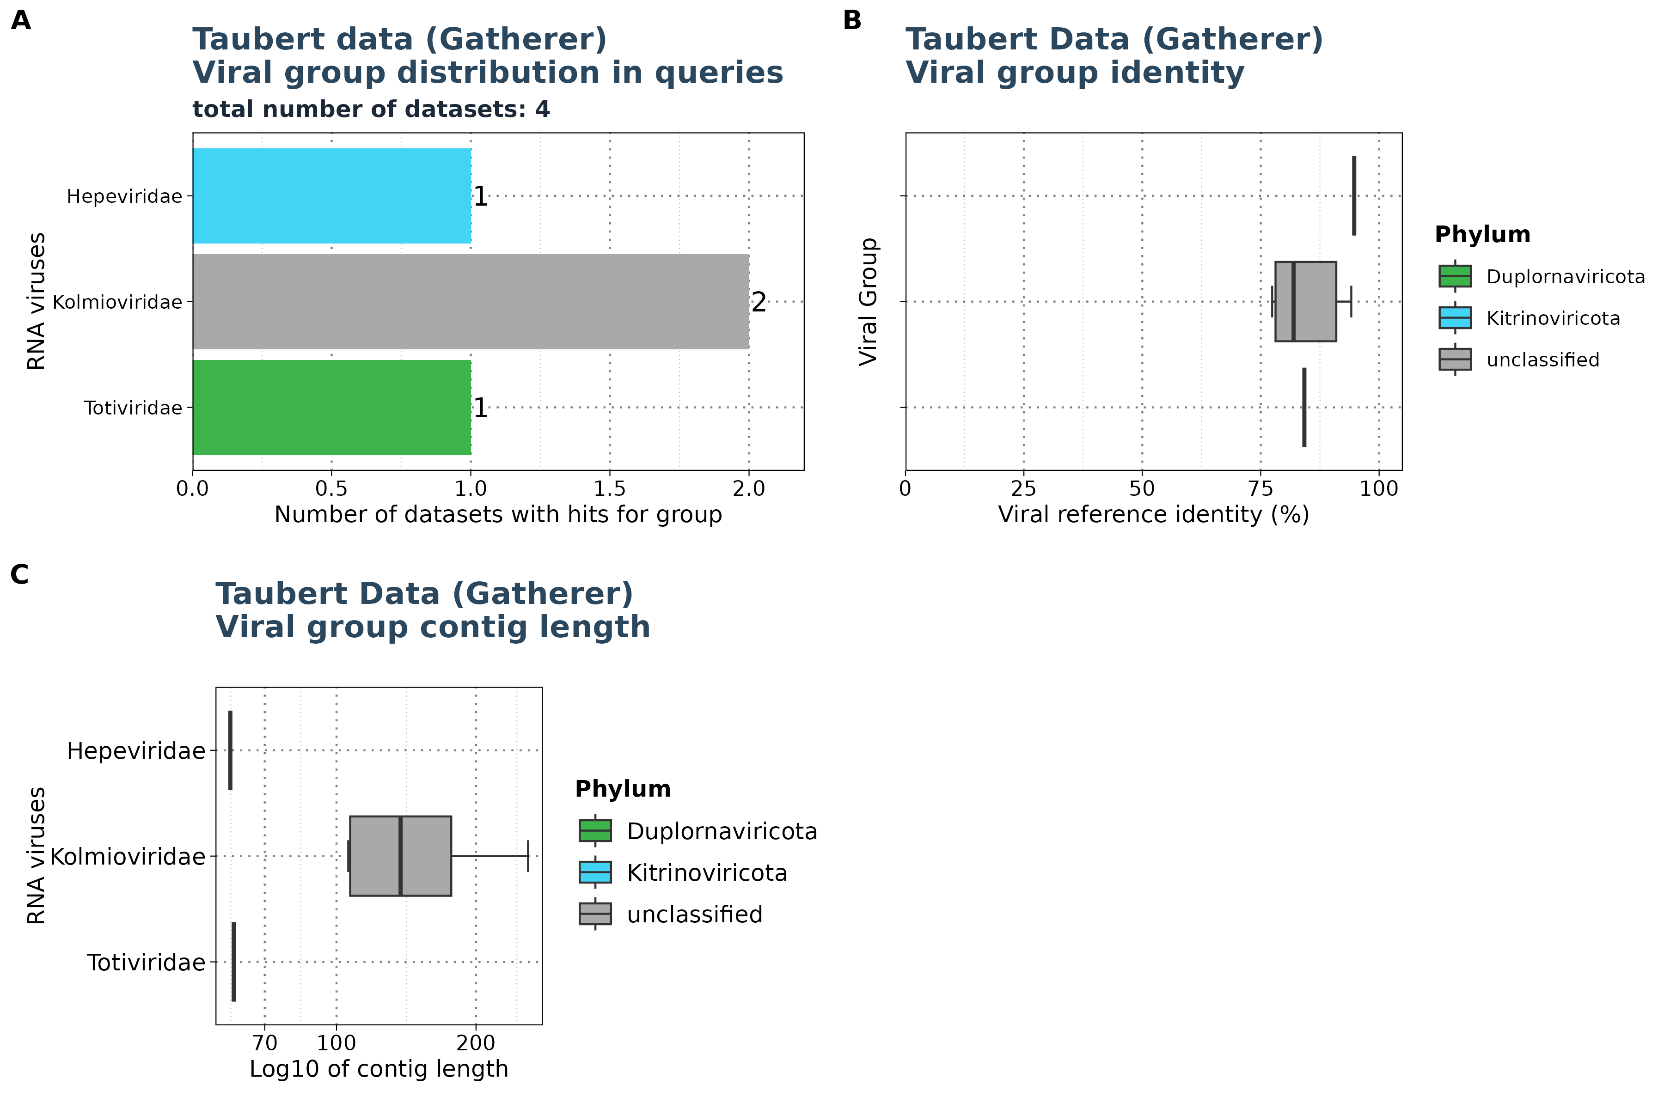 A
Taubert data (Gatherer)
Viral group distribution in queries
total number of datasets: 4
RNA viruses
Hepeviridae
1
Kolmioviridae
2
Totiviridae
1
0.0 0.5 1.0 1.5 2.0
Number of datasets with hits for group
B
Taubert Data (Gatherer)
Viral group identity
Viral Group
0 25 50 75 100
Viral reference identity (%)
Phylum
Duplornaviricota
Kitrinoviricota
unclassified
C
Taubert Data (Gatherer)
Viral group contig length
RNA viruses
Hepeviridae
Kolmioviridae
Totiviridae
70 100 200
Log10 of contig length
Phylum
Duplornaviricota
Kitrinoviricota
unclassified